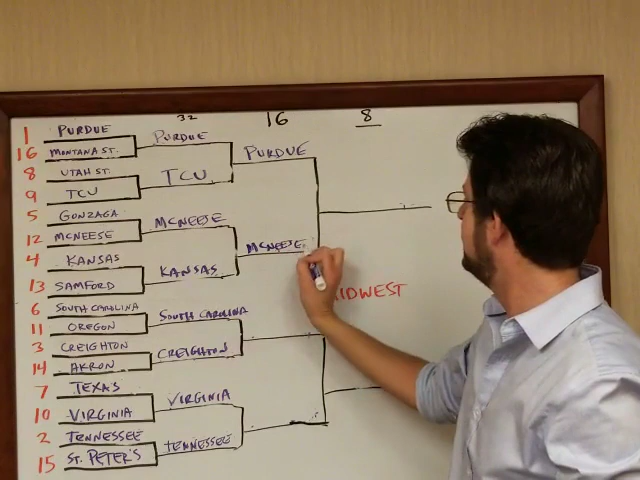 32 16 8
1 PURDUE
16 MONTANA ST.
8 UTAH ST.
9 TCU
5 GONZAGA
12 MCNEESE
4 KANSAS
13 SAMFORD
6 SOUTH CAROLINA
11 OREGON
3 CREIGHTON
14 AKRON
7 TEXAS
10 VIRGINIA
2 TENNESSEE
15 ST. PETER'S
PURDUE
TCU
MCNEESE
KANSAS
SOUTH CAROLINA
CREIGHTON
VIRGINIA
TENNESSEE
PURDUE
MCNEESE
IDWEST